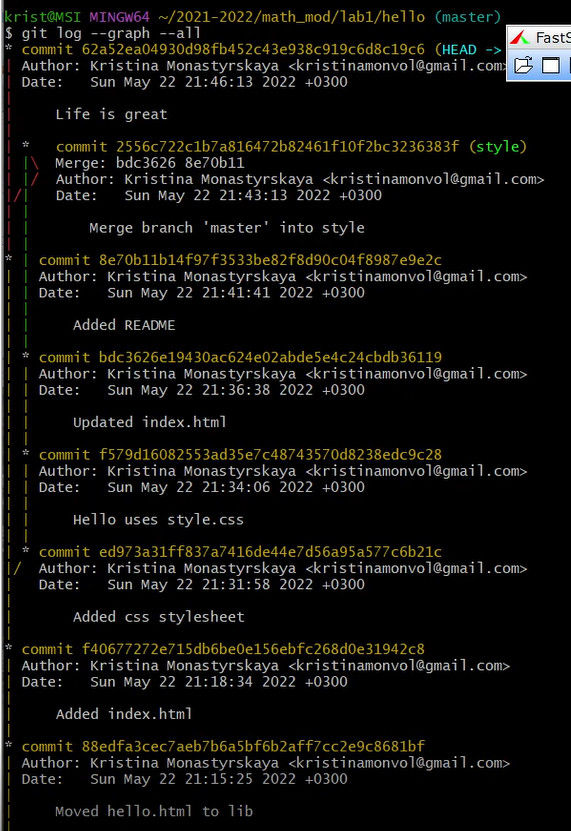 krist@MSI MINGW64 ~/2021-2022/math_mod/lab1/hello (master)
$ git log --graph --all
* commit 62a52ea04930d98fb452c43e938c919c6d8c19c6 (HEAD ->
| Author: Kristina Monastyrskaya <kristinamonvol@gmail.com>
| Date:   Sun May 22 21:46:13 2022 +0300
|
|     Life is great
|
| *   commit 2556c722c1b7a816472b82461f10f2bc3236383f (style)
| |\  Merge: bdc3626 8e70b11
| |/  Author: Kristina Monastyrskaya <kristinamonvol@gmail.com>
|/|   Date:   Sun May 22 21:43:13 2022 +0300
| |
| |       Merge branch 'master' into style
| |
* | commit 8e70b11b14f97f3533be82f8d90c04f8987e9e2c
| | Author: Kristina Monastyrskaya <kristinamonvol@gmail.com>
| | Date:   Sun May 22 21:41:41 2022 +0300
| |
| |     Added README
| |
| * commit bdc3626e19430ac624e02abde5e4c24cbdb36119
| | Author: Kristina Monastyrskaya <kristinamonvol@gmail.com>
| | Date:   Sun May 22 21:36:38 2022 +0300
| |
| |     Updated index.html
| |
| * commit f579d16082553ad35e7c48743570d8238edc9c28
| | Author: Kristina Monastyrskaya <kristinamonvol@gmail.com>
| | Date:   Sun May 22 21:34:06 2022 +0300
| |
| |     Hello uses style.css
| |
| * commit ed973a31ff837a7416de44e7d56a95a577c6b21c
|/  Author: Kristina Monastyrskaya <kristinamonvol@gmail.com>
|   Date:   Sun May 22 21:31:58 2022 +0300
|
|       Added css stylesheet
|
* commit f40677272e715db6be0e156ebfc268d0e31942c8
| Author: Kristina Monastyrskaya <kristinamonvol@gmail.com>
| Date:   Sun May 22 21:18:34 2022 +0300
|
|     Added index.html
|
* commit 88edfa3cec7aeb7b6a5bf6b2aff7cc2e9c8681bf
| Author: Kristina Monastyrskaya <kristinamonvol@gmail.com>
| Date:   Sun May 22 21:15:25 2022 +0300
|
|     Moved hello.html to lib
|
FastS